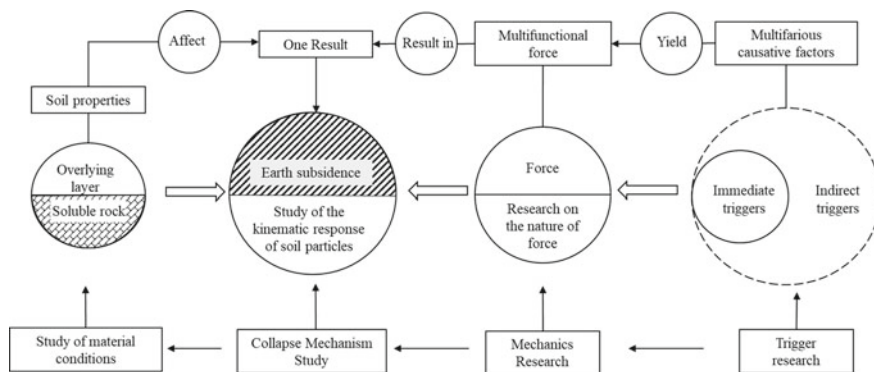 Affect
One Result
Result in
Multifunctional
force
Yield
Multifarious
causative factors
Soil properties
Overlying
layer
Soluble rock
Earth subsidence
Study of the
kinematic response
of soil particles
Force
Research on
the nature of
force
Immediate
triggers
Indirect
triggers
Study of material
conditions
Collapse Mechanism
Study
Mechanics
Research
Trigger
research